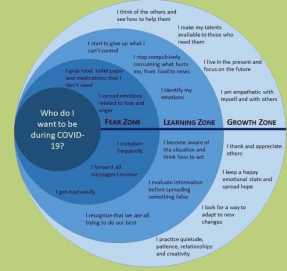 I think of the others and
see how to help them
I make my talents
available to those who
need them
I start to give up what I
can't control
I stop compulsively
consuming what hurts
me, from food to news
I live in the present and
focus on the future
I grab food, toilet paper
and medications that I
don't need
I identify my
emotions
I am empathetic with
myself and with others
I spread emotions
related to fear and
anger
Who do I
want to be
during COVID-
19?
FEAR ZONE
LEARNING ZONE
GROWTH ZONE
I complain
frequently
I become aware of
the situation and
think how to act
I thank and appreciate
others
I forward all
messages I receive
I keep a happy
emotional state and
spread hope
I get mad easily
I evaluate information
before spreading
something false
I look for a way to
adapt to new
changes
I recognize that we are all
trying to do our best
I practice quietude,
patience, relationships
and creativity